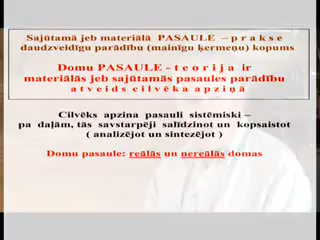 Sajūtamā jeb materiālā PASAULE – p r a k s e
daudzveidīgu parādību (mainīgu ķermeņu) kopums
Domu PASAULE - t e o r i j a ir
materiālās jeb sajūtamās pasaules parādību
a t v e i d s c i l v ē k a a p z i ņ ā
Cilvēks apzina pasauli sistēmiski –
pa daļām, tās savstarpēji salīdzinot un kopsaistot
( analizējot un sintezējot )
Domu pasaule: reālās un nereālās domas